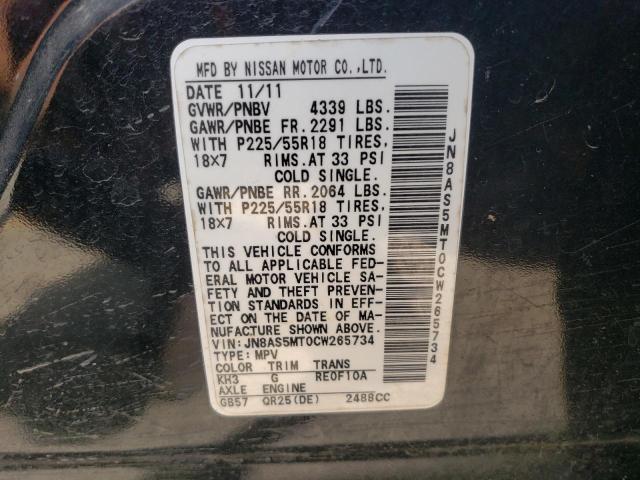 MFD BY NISSAN MOTOR CO.,LTD.
DATE 11/11
GVWR/PNBV 4339 LBS.
GAWR/PNBE FR. 2291 LBS.
WITH P225/55R18 TIRES,
18X7 RIMS.AT 33 PSI
COLD SINGLE.
GAWR/PNBE RR. 2064 LBS.
WITH P225/55R18 TIRES,
18X7 RIMS.AT 33 PSI
COLD SINGLE.
THIS VEHICLE CONFORMS
TO ALL APPLICABLE FED-
ERAL MOTOR VEHICLE SA-
FETY AND THEFT PREVEN-
TION STANDARDS IN EFF-
ECT ON THE DATE OF MA-
NUFACTURE SHOWN ABOVE.
VIN: JN8AS5MT0CW265734
TYPE: MPV
COLOR TRIM TRANS
KH3 G RE0F10A
AXLE ENGINE
GB57 QR25(DE) 2488CC
JN8AS5MT0CW265734